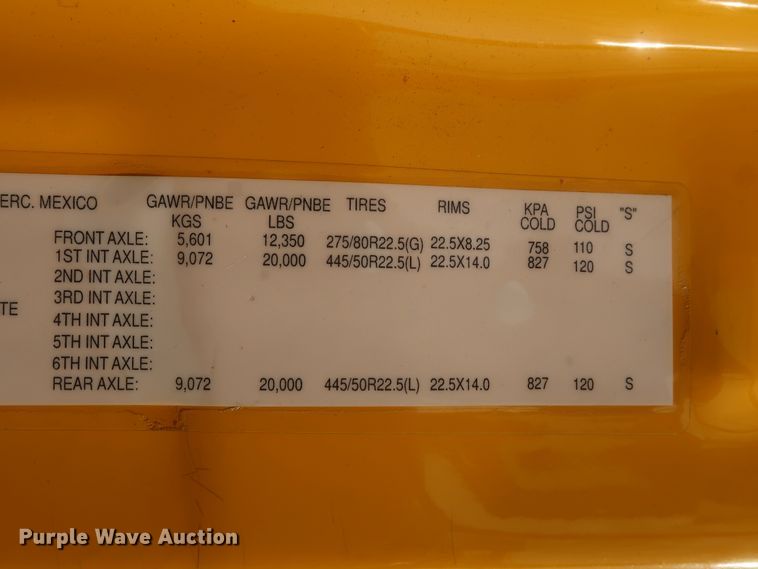 ERC. MEXICO GAWR/PNBE KGS GAWR/PNBE LBS TIRES RIMS KPA COLD PSI COLD "S"
FRONT AXLE: 5,601 12,350 275/80R22.5(G) 22.5X8.25 758 110 S
1ST INT AXLE: 9,072 20,000 445/50R22.5(L) 22.5X14.0 827 120 S
2ND INT AXLE:
3RD INT AXLE:
TE
4TH INT AXLE:
5TH INT AXLE:
6TH INT AXLE:
REAR AXLE: 9,072 20,000 445/50R22.5(L) 22.5X14.0 827 120 S
Purple Wave Auction